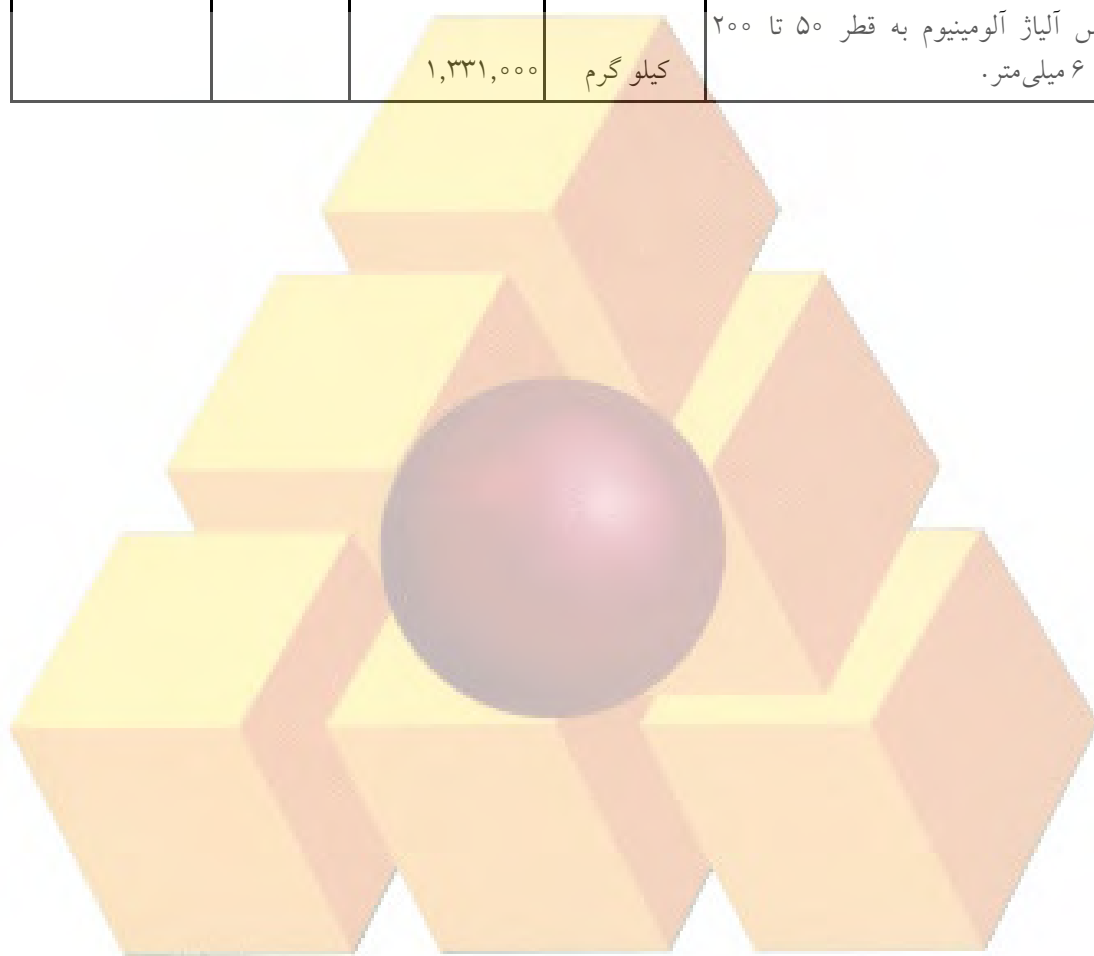 آلیاژ آلومینیوم به قطر ۵۰ تا ۲۰۰
۶ میلی‌متر.
کیلو گرم
۱,۳۳۱,۰۰۰